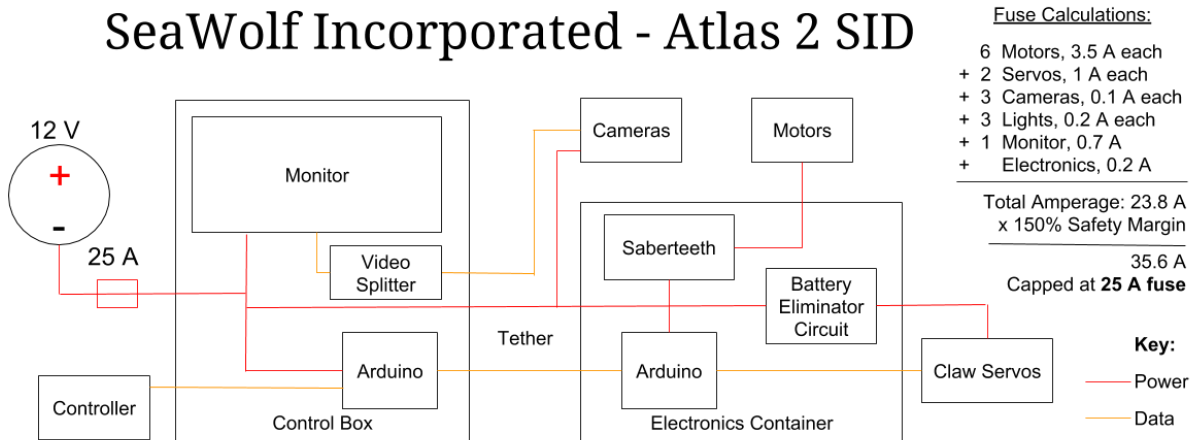 SeaWolf Incorporated - Atlas 2 SID
Fuse Calculations:
6 Motors, 3.5 A each
+ 2 Servos, 1 A each
+ 3 Cameras, 0.1 A each
+ 3 Lights, 0.2 A each
+ 1 Monitor, 0.7 A
+ Electronics, 0.2 A
Total Amperage: 23.8 A
x 150% Safety Margin
35.6 A
Capped at 25 A fuse
12 V
+
-
25 A
Monitor
Video
Splitter
Cameras
Motors
Saberteeth
Battery
Eliminator
Circuit
Tether
Controller
Arduino
Control Box
Arduino
Electronics Container
Claw Servos
Key:
Power
Data